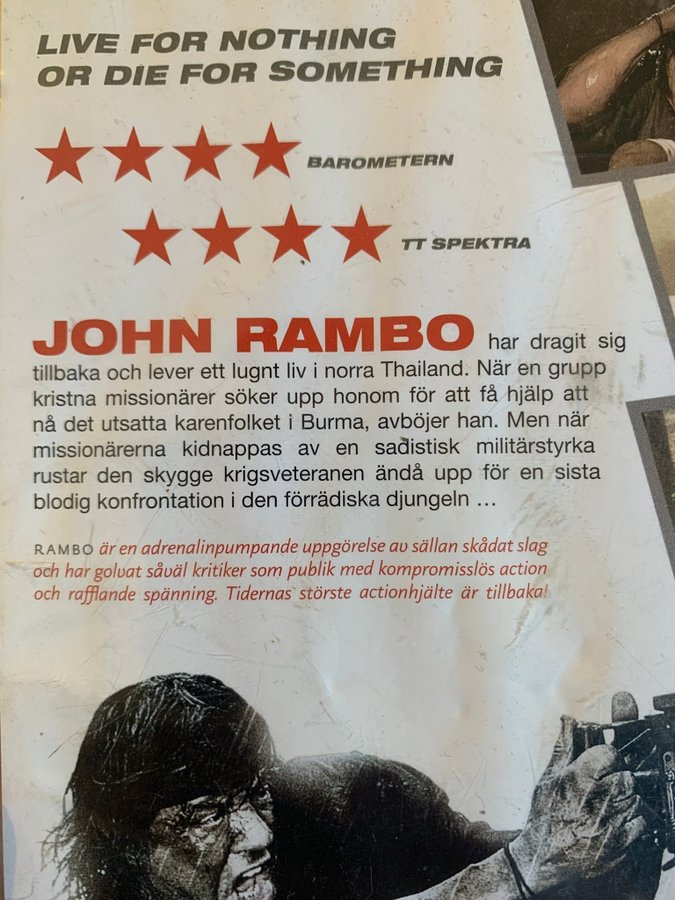 LIVE FOR NOTHING
OR DIE FOR SOMETHING
BAROMETERN
TT SPEKTRA
JOHN RAMBO har dragit sig
tillbaka och lever ett lugnt liv i norra Thailand. När en grupp
kristna missionärer söker upp honom för att få hjälp att
nå det utsatta karenfolket i Burma, avböjer han. Men när
missionärerna kidnappas av en sadistisk militärstyrka
rustar den skygge krigsveteranen ändå upp för en sista
blodig konfrontation i den förrädiska djungeln ...
RAMBO är en adrenalinpumpande uppgörelse av sällan skådat slag
och har golvat såväl kritiker som publik med kompromisslös action
och rafflande spänning. Tidernas störste actionhjälte är tillbaka!